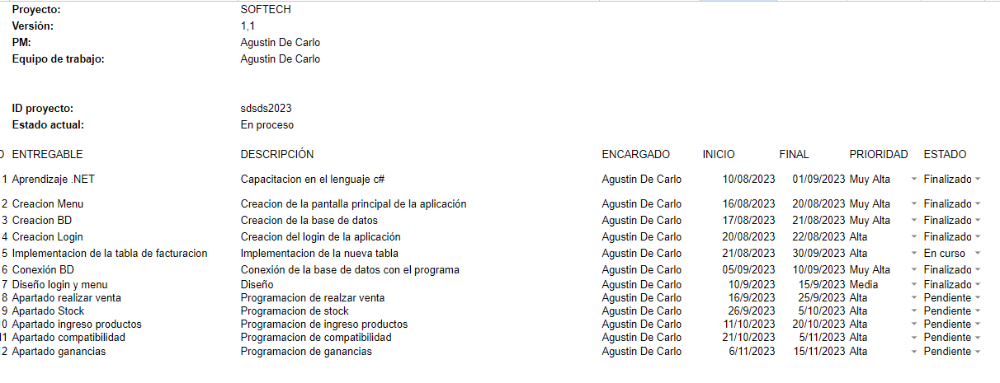 Proyecto: SOFTECH
Versión: 1,1
PM: Agustin De Carlo
Equipo de trabajo: Agustin De Carlo
ID proyecto: sdsds2023
Estado actual: En proceso
ENTREGABLE DESCRIPCIÓN ENCARGADO INICIO FINAL PRIORIDAD ESTADO
1 Aprendizaje .NET Capacitacion en el lenguaje c# Agustin De Carlo 10/08/2023 01/09/2023 Muy Alta Finalizado
2 Creacion Menu Creacion de la pantalla principal de la aplicación Agustin De Carlo 16/08/2023 20/08/2023 Muy Alta Finalizado
3 Creacion BD Creacion de la base de datos Agustin De Carlo 17/08/2023 21/08/2023 Muy Alta Finalizado
4 Creacion Login Creacion del login de la aplicación Agustin De Carlo 20/08/2023 22/08/2023 Alta Finalizado
5 Implementacion de la tabla de facturacion Implementacion de la nueva tabla Agustin De Carlo 21/08/2023 30/09/2023 Alta En curso
6 Conexión BD Conexión de la base de datos con el programa Agustin De Carlo 05/09/2023 10/09/2023 Muy Alta Finalizado
7 Diseño login y menu Diseño Agustin De Carlo 10/9/2023 15/9/2023 Media Finalizado
8 Apartado realizar venta Programacion de realzar venta Agustin De Carlo 16/9/2023 25/9/2023 Alta Pendiente
9 Apartado Stock Programacion de stock Agustin De Carlo 26/9/2023 5/10/2023 Alta Pendiente
10 Apartado ingreso productos Programacion de ingreso productos Agustin De Carlo 11/10/2023 20/10/2023 Alta Pendiente
11 Apartado compatibilidad Programacion de compatibilidad Agustin De Carlo 21/10/2023 5/11/2023 Alta Pendiente
12 Apartado ganancias Programacion de ganancias Agustin De Carlo 6/11/2023 15/11/2023 Alta Pendiente